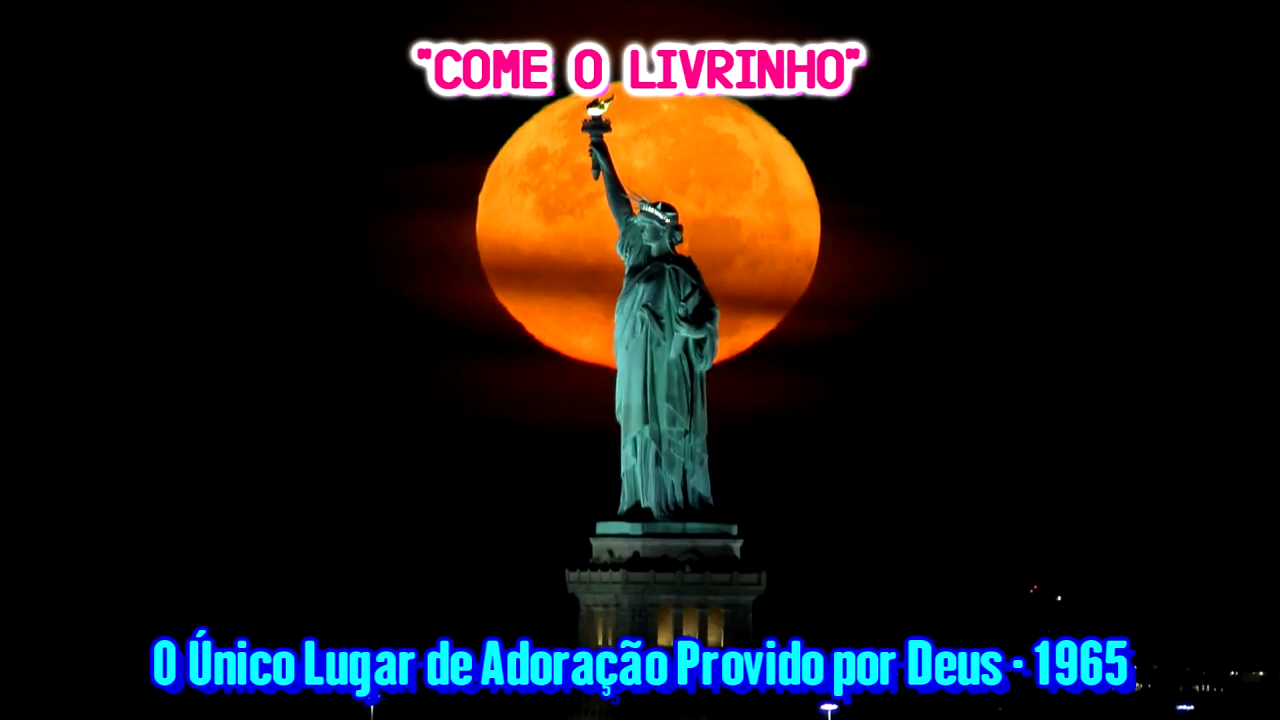 "COME O LIVRINHO"
O Único Lugar de Adoração Provido por Deus - 1965